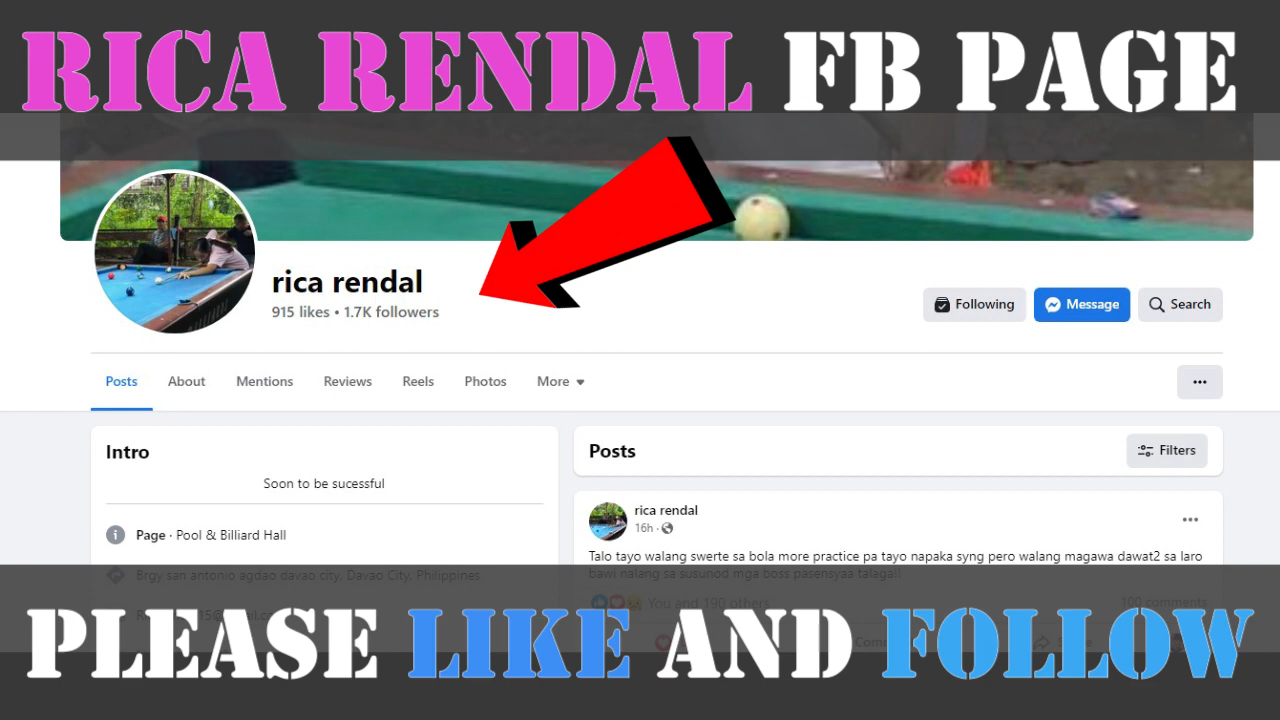 RICA RENDAL FB PAGE
rica rendal
915 likes • 1.7K followers
Following
Message
Search
Posts
About
Mentions
Reviews
Reels
Photos
More
Intro
Soon to be sucessful
Page · Pool & Billiard Hall
Brgy san antonio agdao davao city, Davao City, Philippines
Posts
Filters
rica rendal
16h ·
Talo tayo walang swerte sa bola more practice pa tayo napaka syng pero walang magawa dawat2 sa laro
bawi nalang sa susunod mga boss pasensyaa talaga!!
You and 190 others
100 comments
PLEASE LIKE AND FOLLOW